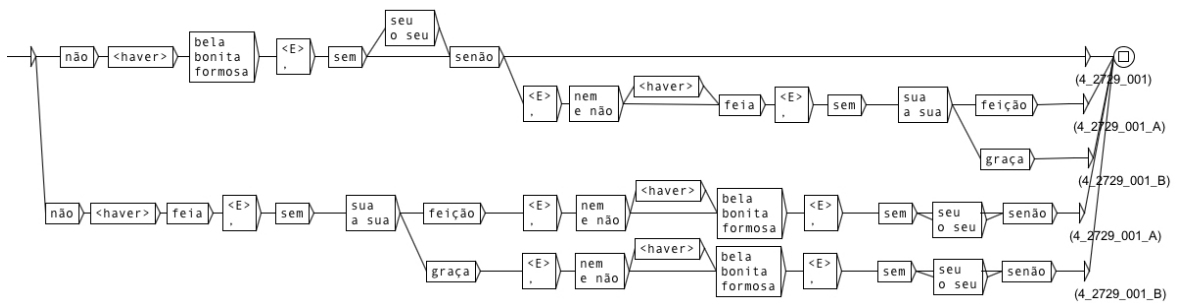 seu
o seu
não <haver> bela <E> sem senão
bonita ,
formosa
(4_2729_001)
<E> nem <haver> feia <E> sem sua feição
, e não , a sua
(4_2729_001_A)
graça
(4_2729_001_B)
não <haver> feia <E> sem sua feição <E> nem <haver> bela <E> sem seu senão
, a sua , e não bonita , o seu
formosa
(4_2729_001_A)
graça <E> nem <haver> bela <E> sem seu senão
, e não bonita , o seu
formosa
(4_2729_001_B)